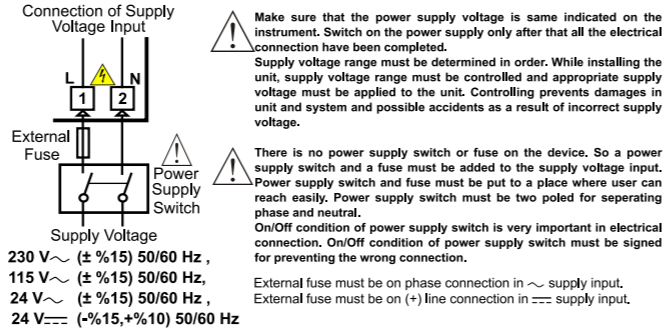 Connection of Supply
Voltage Input
L
N
1
2
External
Fuse
Power
Supply
Switch
Supply Voltage
230 V∼ (± %15) 50/60 Hz ,
115 V∼ (± %15) 50/60 Hz,
24 V∼ (± %15) 50/60 Hz ,
24 V⎓ (-%15,+%10) 50/60 Hz
Make sure that the power supply voltage is same indicated on the
instrument. Switch on the power supply only after that all the electrical
connection have been completed.
Supply voltage range must be determined in order. While installing the
unit, supply voltage range must be controlled and appropriate supply
voltage must be applied to the unit. Controlling prevents damages in
unit and system and possible accidents as a result of incorrect supply
voltage.
There is no power supply switch or fuse on the device. So a power
supply switch and a fuse must be added to the supply voltage input.
Power supply switch and fuse must be put to a place where user can
reach easily. Power supply switch must be two poled for seperating
phase and neutral.
On/Off condition of power supply switch is very important in electrical
connection. On/Off condition of power supply switch must be signed
for preventing the wrong connection.
External fuse must be on phase connection in ∼ supply input.
External fuse must be on (+) line connection in ⎓ supply input.